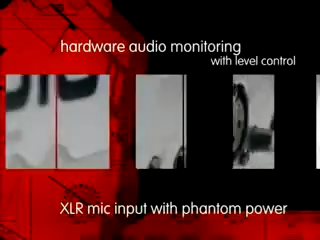 hardware audio monitoring
with level control
XLR mic input with phantom power